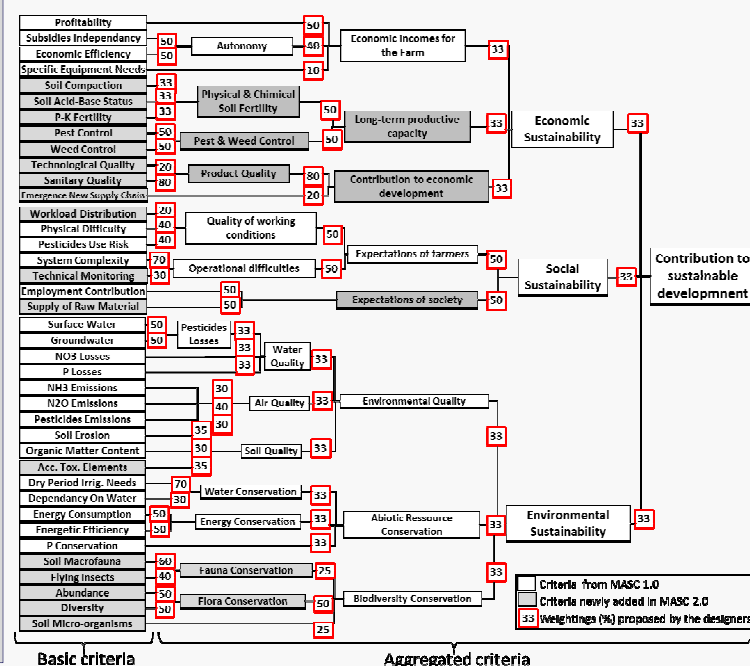 Profitability
50
Subsidies Independancy
50
Autonomy
40
Economic Incomes for
the Farm
33
Economic Efficiency
50
Specific Equipment Needs
10
Soil Compaction
33
Soil Acid-Base Status
33
Physical & Chimical
Soil Fertility
50
P-K Fertility
33
Long-term productive
capacity
33
Economic
Sustainability
33
Pest Control
50
Pest & Weed Control
50
Weed Control
50
Technological Quality
20
Product Quality
80
Sanitary Quality
80
Contribution to economic
development
33
Emergence New Supply Chain
20
Workload Distribution
20
Physical Difficulty
40
Quality of working
conditions
50
Pesticides Use Risk
40
Expectations of farmers
50
System Complexity
70
Operational difficulties
50
Technical Monitoring
30
Social
Sustainability
33
Contribution to
sustainable
developmnent
Employment Contribution
50
Expectations of society
50
Supply of Raw Material
50
Surface Water
50
Pesticides
Losses
33
Groundwater
50
33
NO3 Losses
Water
Quality
33
P Losses
33
NH3 Emissions
30
N2O Emissions
40
Air Quality
33
Environmental Quality
33
Pesticides Emissions
30
Soil Erosion
35
Organic Matter Content
30
Soil Quality
33
Acc. Tox. Elements
35
Dry Period Irrig. Needs
70
Water Conservation
33
Dependancy On Water
30
Energy Consumption
50
Energy Conservation
33
Abiotic Ressource
Conservation
33
Environmental
Sustainability
33
Energetic Efficiency
50
P Conservation
33
Soil Macrofauna
60
Fauna Conservation
25
Flying Insects
40
33
Abundance
50
Flora Conservation
50
Biodiversity Conservation
Diversity
50
Soil Micro-organisms
25
Criteria from MASC 1.0
Criteria newly added in MASC 2.0
33 Weightings (%) proposed by the designers
Basic criteria
Aggregated criteria